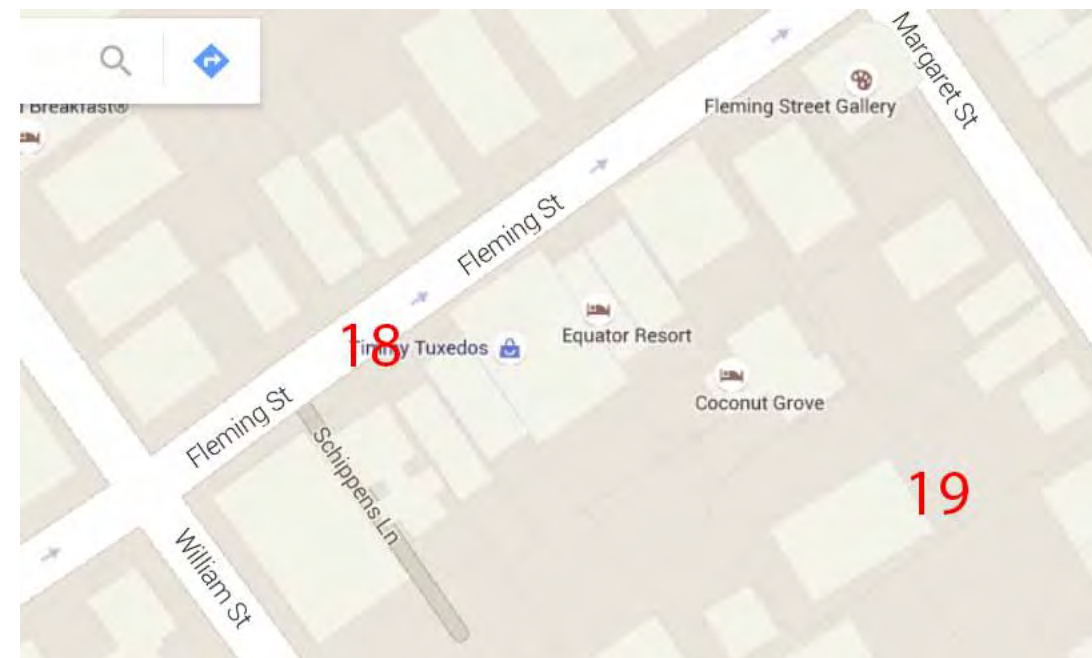 Breakfast®
Margaret St
Fleming Street Gallery
Fleming St
18
Tuxedos
Equator Resort
Coconut Grove
Fleming St
Schippens Ln
19
William St